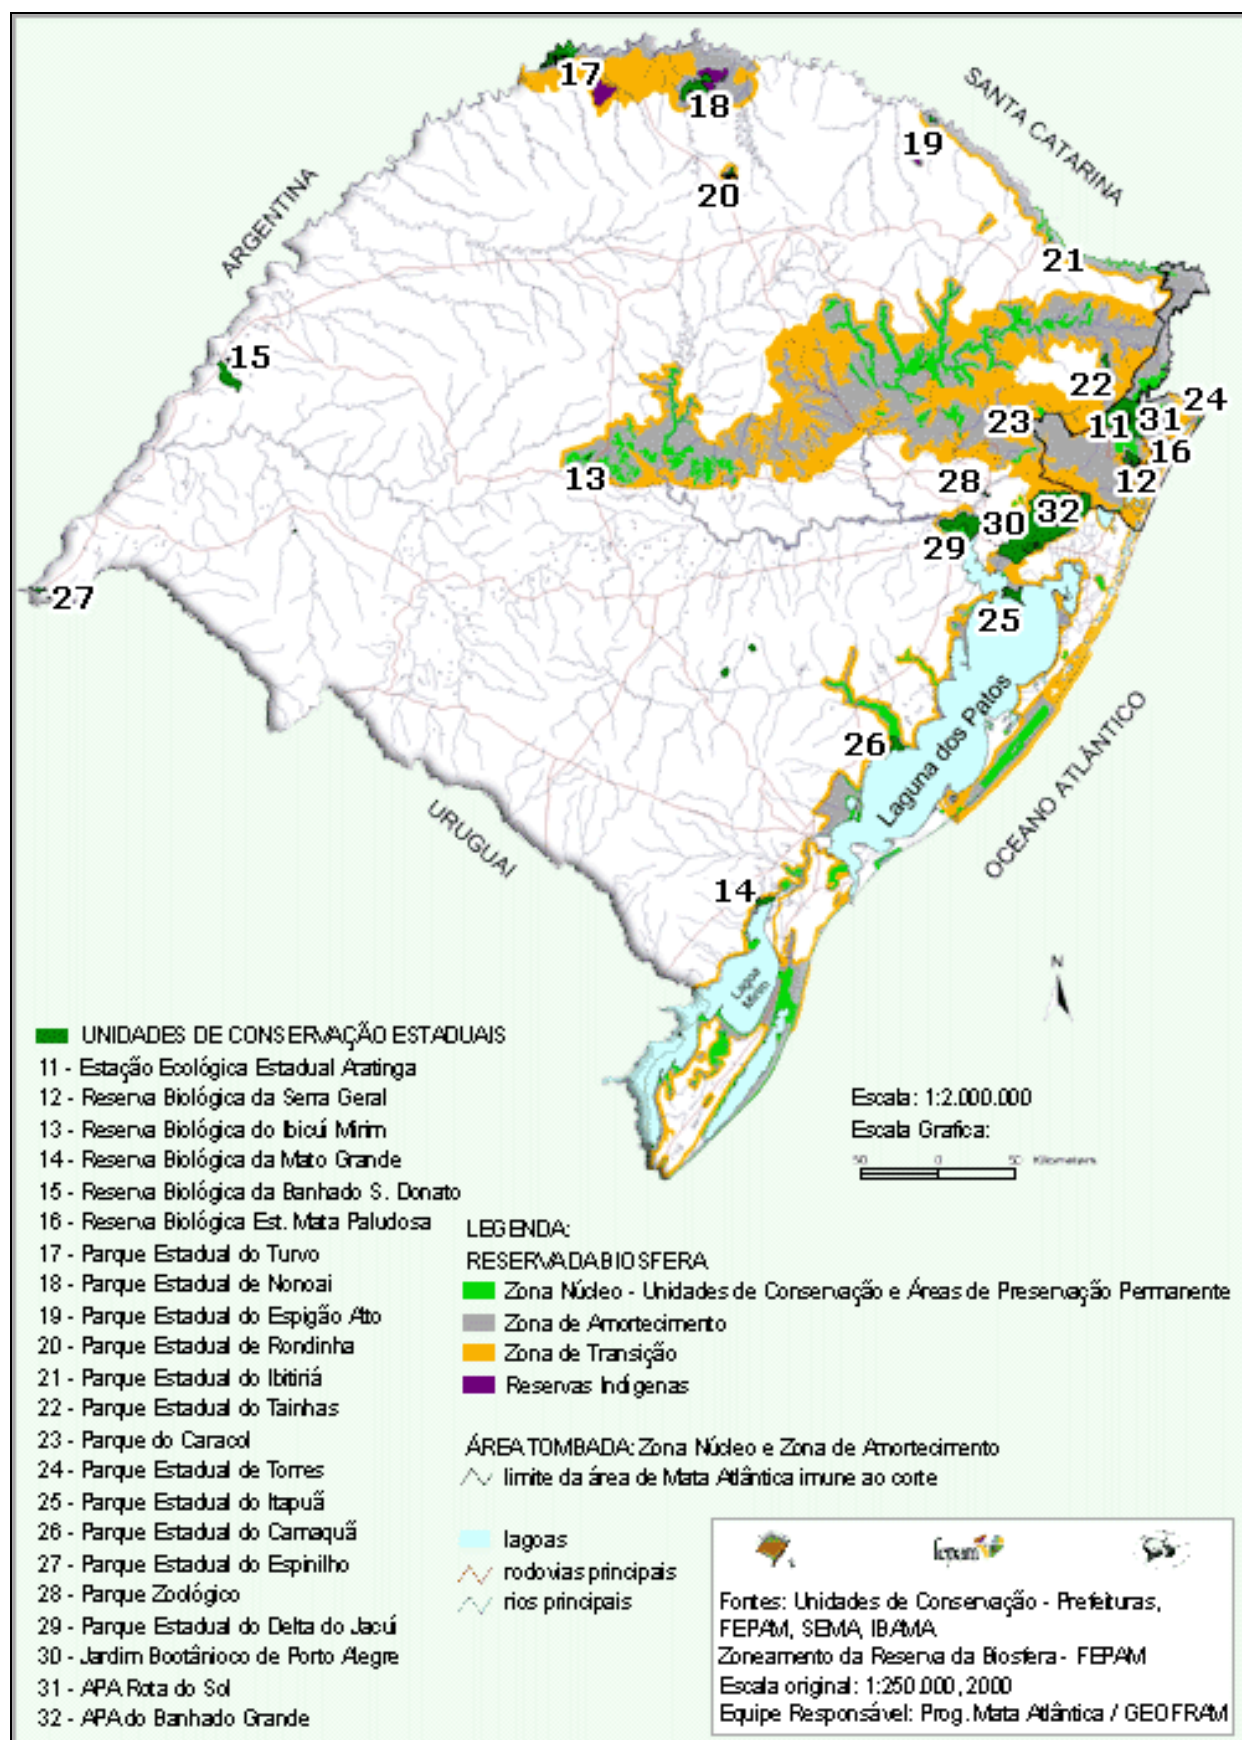 17
18
SANTA CATARINA
19
20
ARGENTINA
21
15
22
24
23
11
31
16
13
28
12
30
32
29
27
25
Laguna dos Patos
26
OCEANO ATLÂNTICO
URUGUAI
14
Lagoa
Mirim
N
UNIDADES DE CONSERVAÇÃO ESTADUAIS
11 - Estação Ecológica Estadual Aratinga
12 - Reserva Biológica da Serra Geral
13 - Reserva Biológica do Ibicuí Mirim
14 - Reserva Biológica da Mato Grande
15 - Reserva Biológica da Banhado S. Donato
16 - Reserva Biológica Est. Mata Paludosa
17 - Parque Estadual do Turvo
18 - Parque Estadual de Nonoai
19 - Parque Estadual do Espigão Alto
20 - Parque Estadual de Rondinha
21 - Parque Estadual do Ibitiriá
22 - Parque Estadual do Tainhas
23 - Parque do Caracol
24 - Parque Estadual de Torres
25 - Parque Estadual do Itapuã
26 - Parque Estadual do Camaquã
27 - Parque Estadual do Espinilho
28 - Parque Zoológico
29 - Parque Estadual do Delta do Jacuí
30 - Jardim Bootânioco de Porto Alegre
31 - APA Rota do Sol
32 - APA do Banhado Grande
Escala: 1:2.000.000
Escala Grafica:
50 0 50 Kilometers
LEGENDA:
RESERVA DA BIOSFERA
Zona Núcleo - Unidades de Conservação e Áreas de Preservação Permanente
Zona de Amortecimento
Zona de Transição
Reservas Indígenas
ÁREA TOMBADA: Zona Núcleo e Zona de Amortecimento
limite da área de Mata Atlântica imune ao corte
lagoas
rodovias principais
rios principais
fepam
Fontes: Unidades de Conservação - Prefeituras,
FEPAM, SEMA, IBAMA
Zoneamento da Reserva da Biosfera - FEPAM
Escala original: 1:250.000, 2000
Equipe Responsável: Prog. Mata Atlântica / GEOFRAM